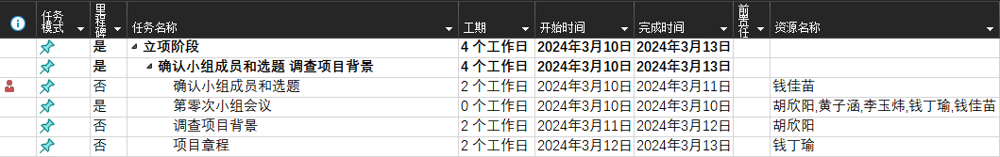 任务模式 里程碑 任务名称 工期 开始时间 完成时间 前置任 资源名称
是 立项阶段 4 个工作日 2024年3月10日 2024年3月13日
是 确认小组成员和选题 调查项目背景 4 个工作日 2024年3月10日 2024年3月13日
否 确认小组成员和选题 2 个工作日 2024年3月10日 2024年3月11日 钱佳苗
是 第零次小组会议 0 个工作日 2024年3月10日 2024年3月10日 胡欣阳,黄子涵,李玉炜,钱丁瑜,钱佳苗
否 调查项目背景 2 个工作日 2024年3月11日 2024年3月12日 胡欣阳
否 项目章程 2 个工作日 2024年3月12日 2024年3月13日 钱丁瑜